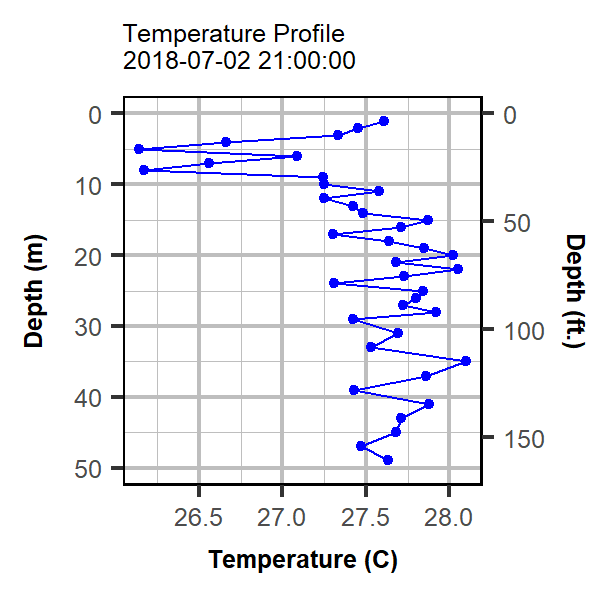 Temperature Profile
2018-07-02 21:00:00
0
10
20
30
40
50
Depth (m)
0
50
100
150
Depth (ft.)
26.5 27.0 27.5 28.0
Temperature (C)